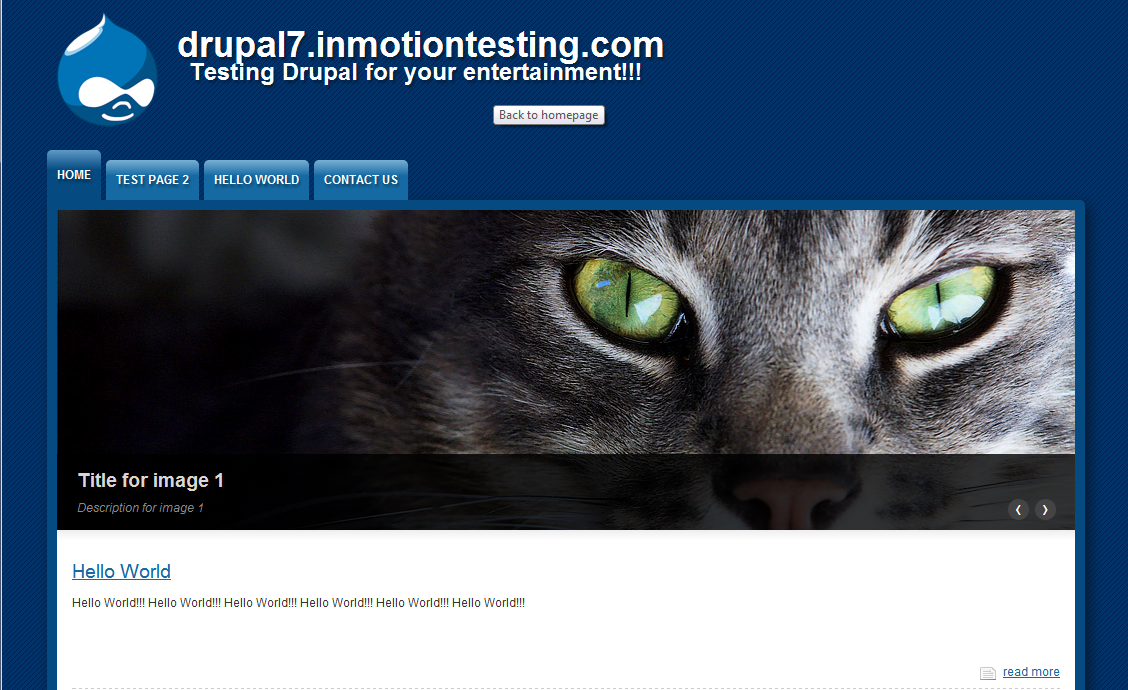 drupal7.inmotiontesting.com
Testing Drupal for your entertainment!!!
Back to homepage
HOME
TEST PAGE 2
HELLO WORLD
CONTACT US
Title for image 1
Description for image 1
Hello World
Hello World!!! Hello World!!! Hello World!!! Hello World!!! Hello World!!! Hello World!!!
read more